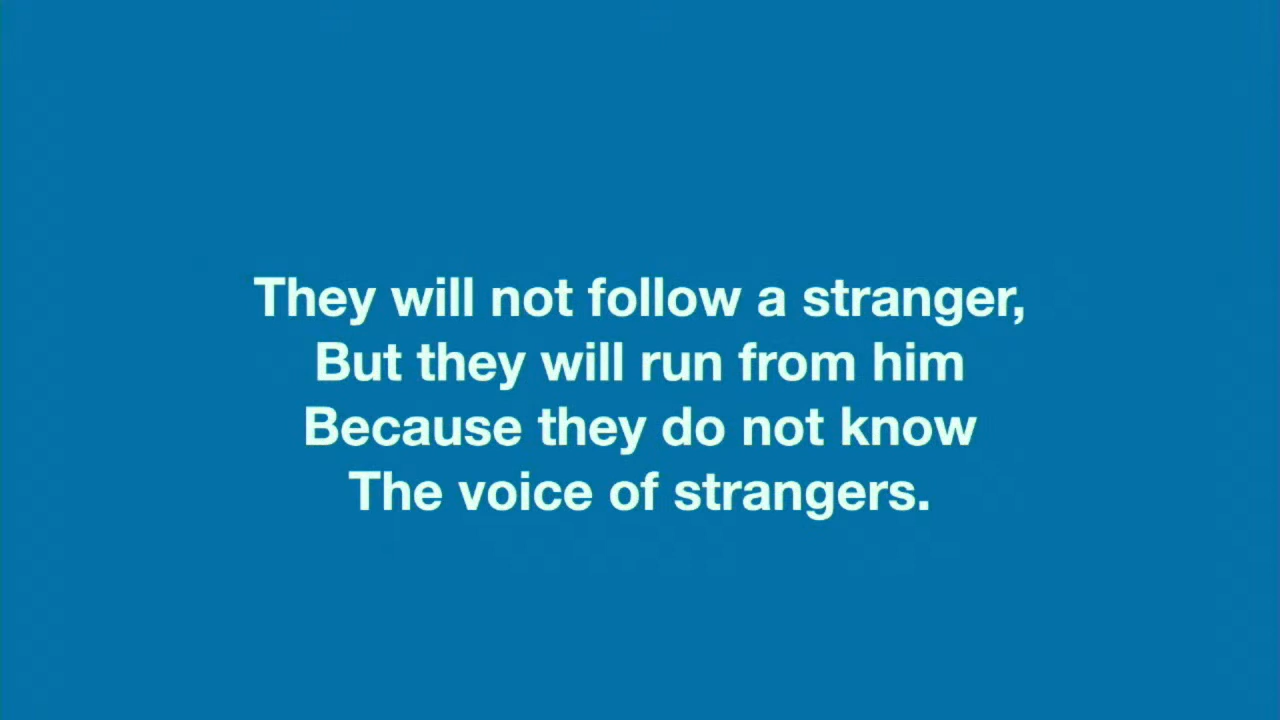 They will not follow a stranger,
But they will run from him
Because they do not know
The voice of strangers.